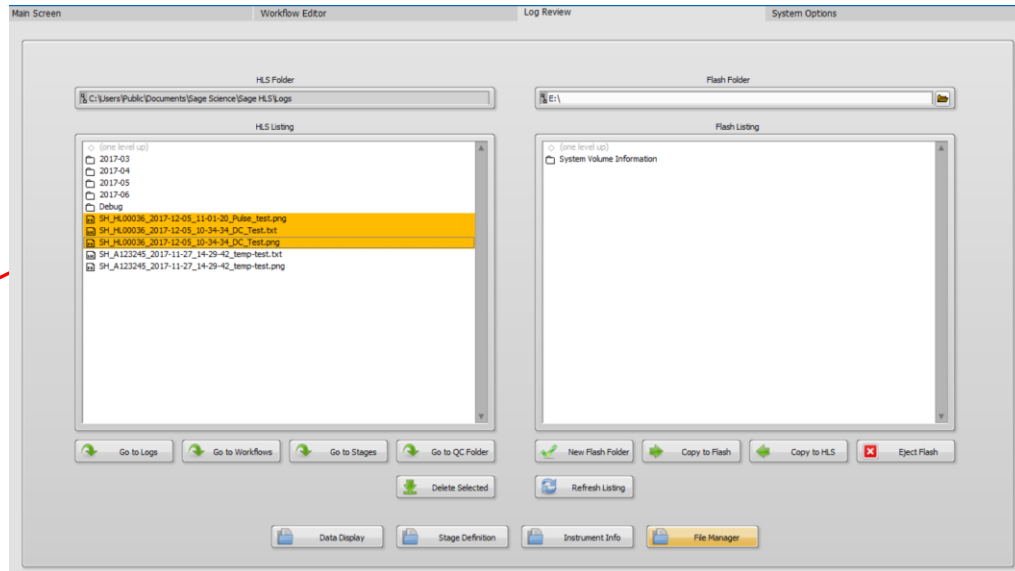 Main Screen
Workflow Editor
Log Review
System Options
HLS Folder
C:\Users\Public\Documents\Sage Science\Sage HLS\Logs
HLS Listing
(one level up)
2017-03
2017-04
2017-05
2017-06
Debug
SH_HL00036_2017-12-05_11-01-20_Pulse_test.png
SH_HL00036_2017-12-05_10-34-34_DC_Test.txt
SH_HL00036_2017-12-05_10-34-34_DC_Test.png
SH_A123245_2017-11-27_14-29-42_temp-test.txt
SH_A123245_2017-11-27_14-29-42_temp-test.png
Flash Folder
E:\
Flash Listing
(one level up)
System Volume Information
Go to Logs
Go to Workflows
Go to Stages
Go to QC Folder
New Flash Folder
Copy to Flash
Copy to HLS
Eject Flash
Delete Selected
Refresh Listing
Data Display
Stage Definition
Instrument Info
File Manager